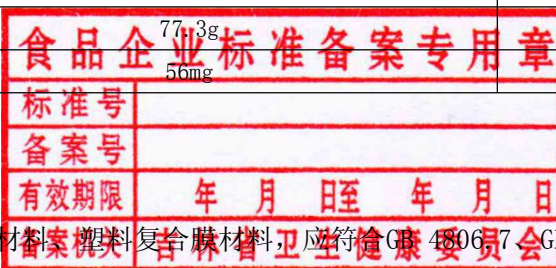 77.3g
食品企业标准备案专用章
56mg
标准号
备案号
有效期限 年 月 日至 年 月 日
材料、塑料复合膜材料，应符合GB 4806.7、G
备案机关 吉林省卫生健康委员会